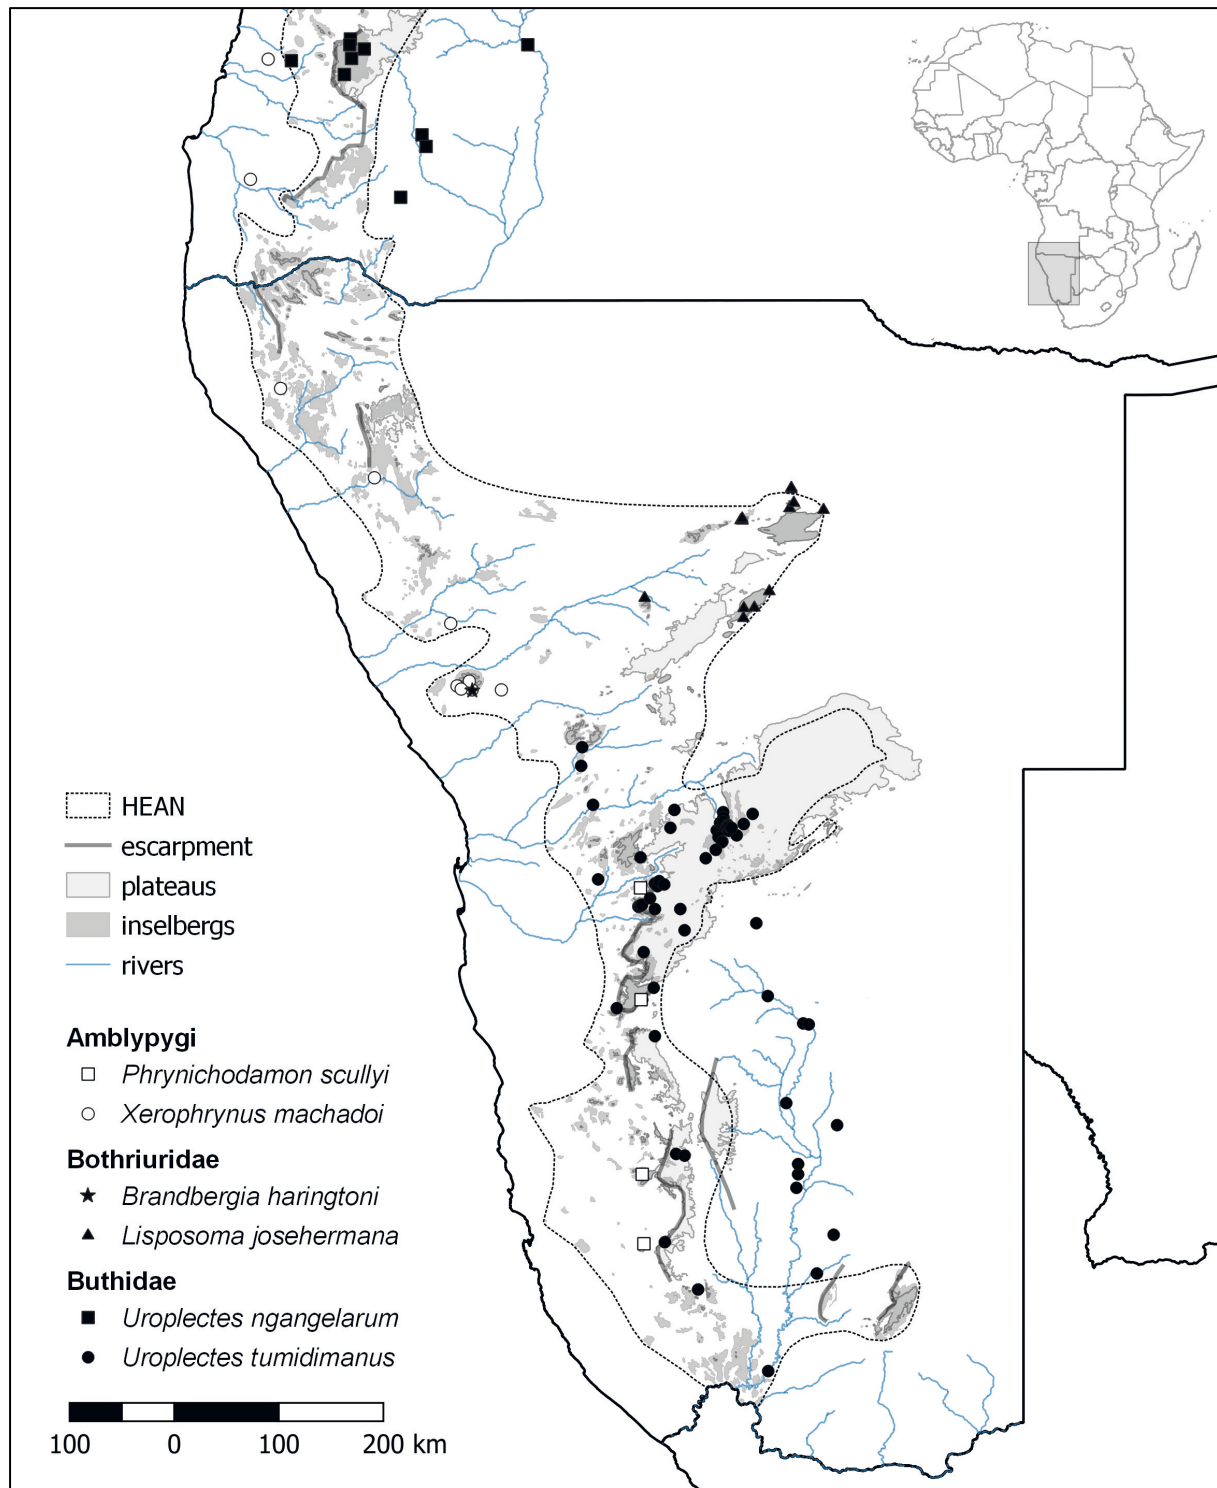 HEAN
escarpment
plateaus
inselbergs
rivers
Amblypygi
Phrynichodamon scullyi
Xerophrynus machadoi
Bothriuridae
Brandbergia haringtoni
Lisposoma josehermana
Buthidae
Uroplectes ngangelarum
Uroplectes tumidimanus
100 0 100 200 km